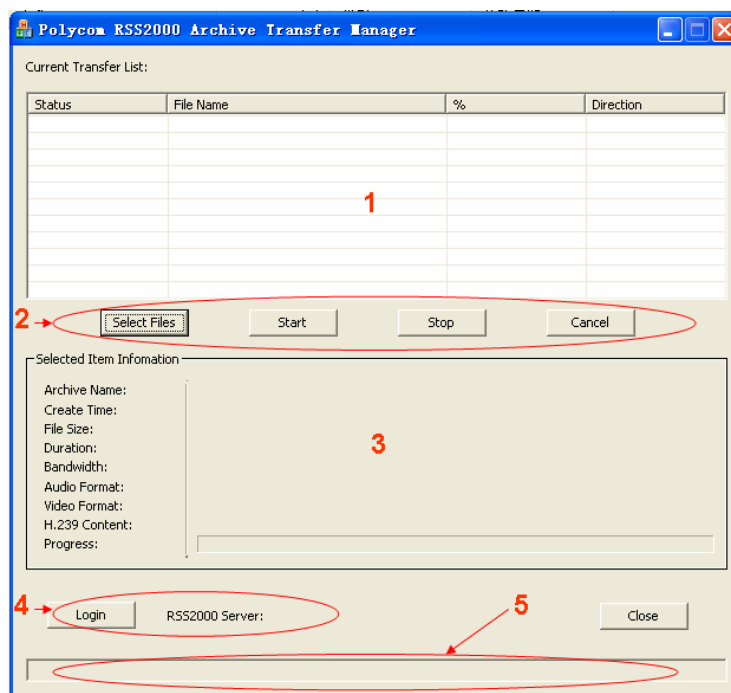 Polycom RSS2000 Archive Transfer Manager
Current Transfer List:
Status File Name % Direction
1
2 Select Files Start Stop Cancel
Selected Item Infomation
Archive Name:
Create Time:
File Size:
Duration:
Bandwidth:
Audio Format:
Video Format:
H.239 Content:
Progress:
3
4 Login RSS2000 Server: 5 Close